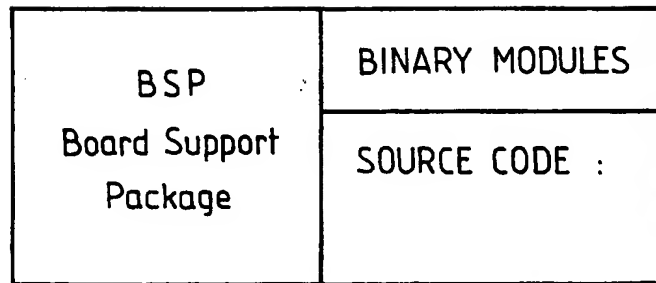 BSP
Board Support
Package
BINARY MODULES
SOURCE CODE :